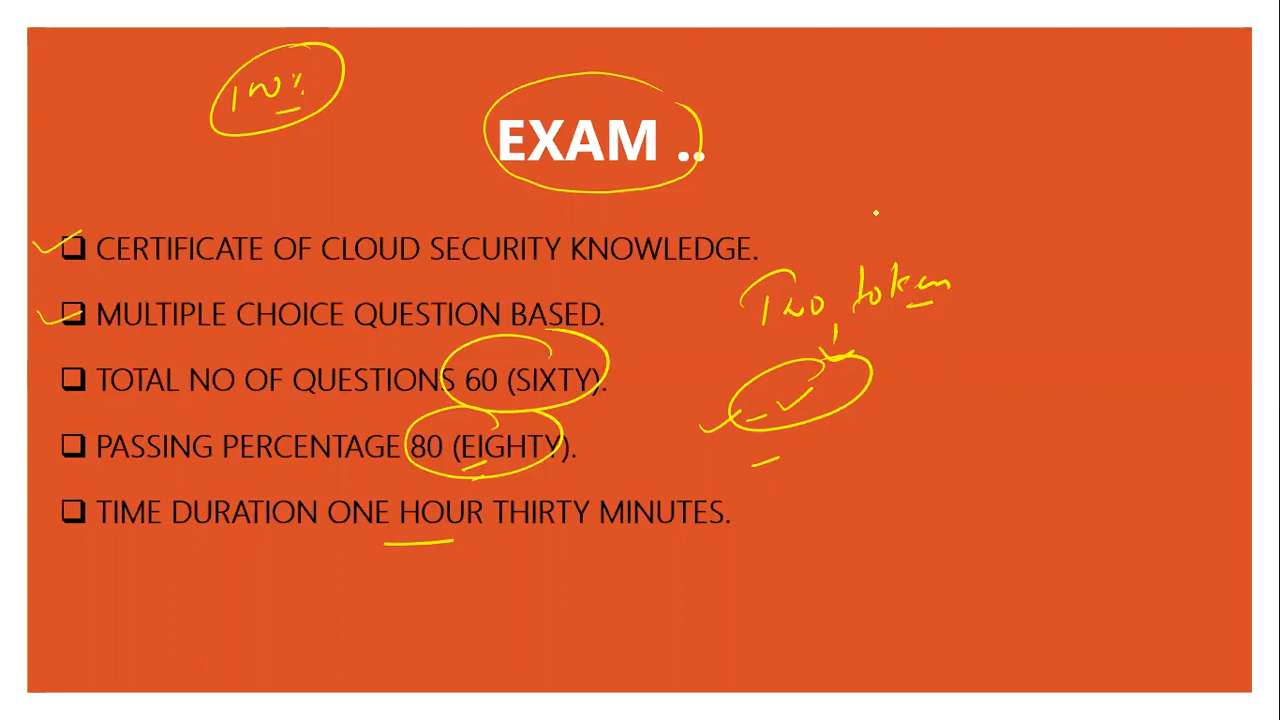 100%
EXAM ..
CERTIFICATE OF CLOUD SECURITY KNOWLEDGE.
MULTIPLE CHOICE QUESTION BASED.
Two token
TOTAL NO OF QUESTIONS 60 (SIXTY).
PASSING PERCENTAGE 80 (EIGHTY).
TIME DURATION ONE HOUR THIRTY MINUTES.